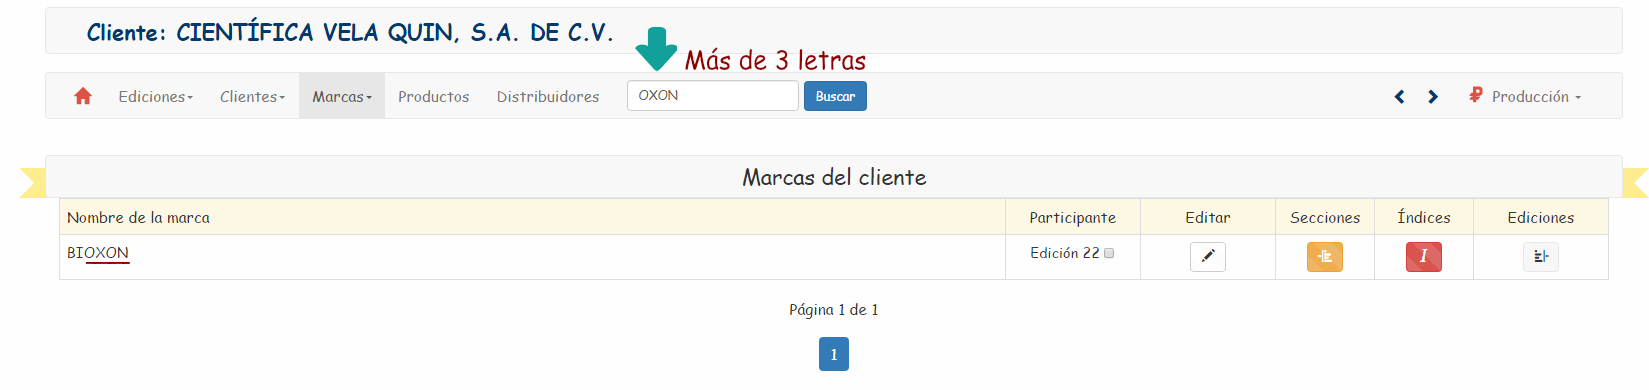 Cliente: CIENTÍFICA VELA QUIN, S.A. DE C.V.
Más de 3 letras
Ediciones Clientes Marcas Productos Distribuidores OXON Buscar Producción
Marcas del cliente
Nombre de la marca Participante Editar Secciones Índices Ediciones
BIOXON Edición 22 I
Página 1 de 1
1